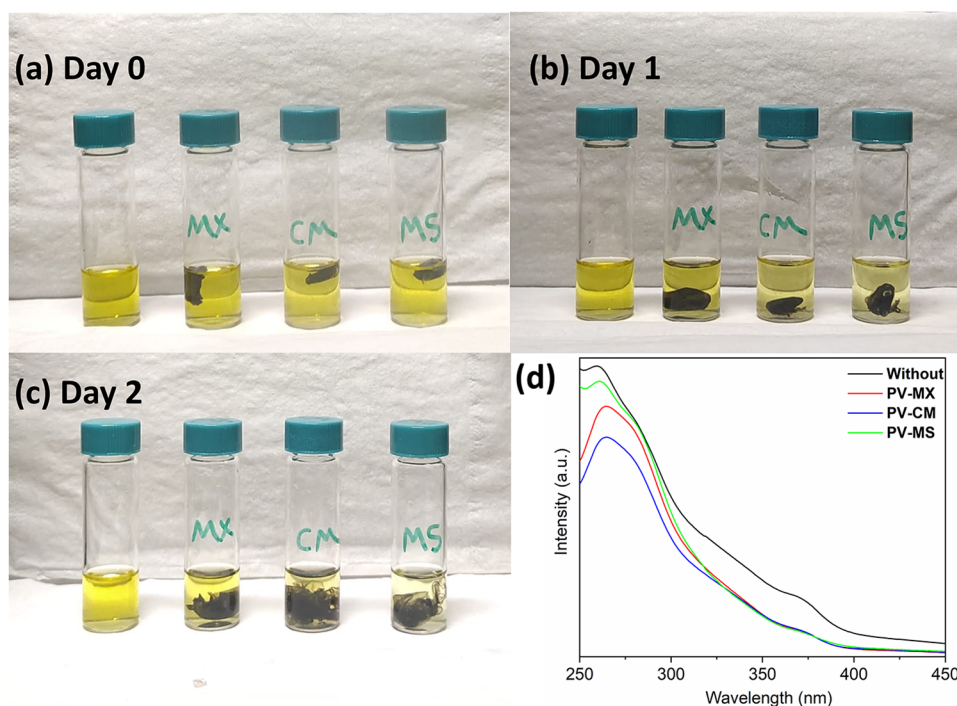 (a) Day 0
MX
CM
MS
(b) Day 1
MX
CM
MS
(c) Day 2
MX
CM
MS
(d)
Without
PV-MX
PV-CM
PV-MS
Intensity (a.u.)
250 300 350 400 450
Wavelength (nm)